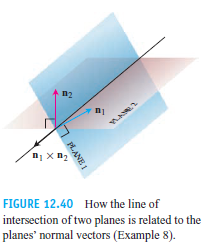 n₂
n₁
PLANE 2
PLANE 1
n₁ × n₂
FIGURE 12.40 How the line of
intersection of two planes is related to the
planes’ normal vectors (Example 8).